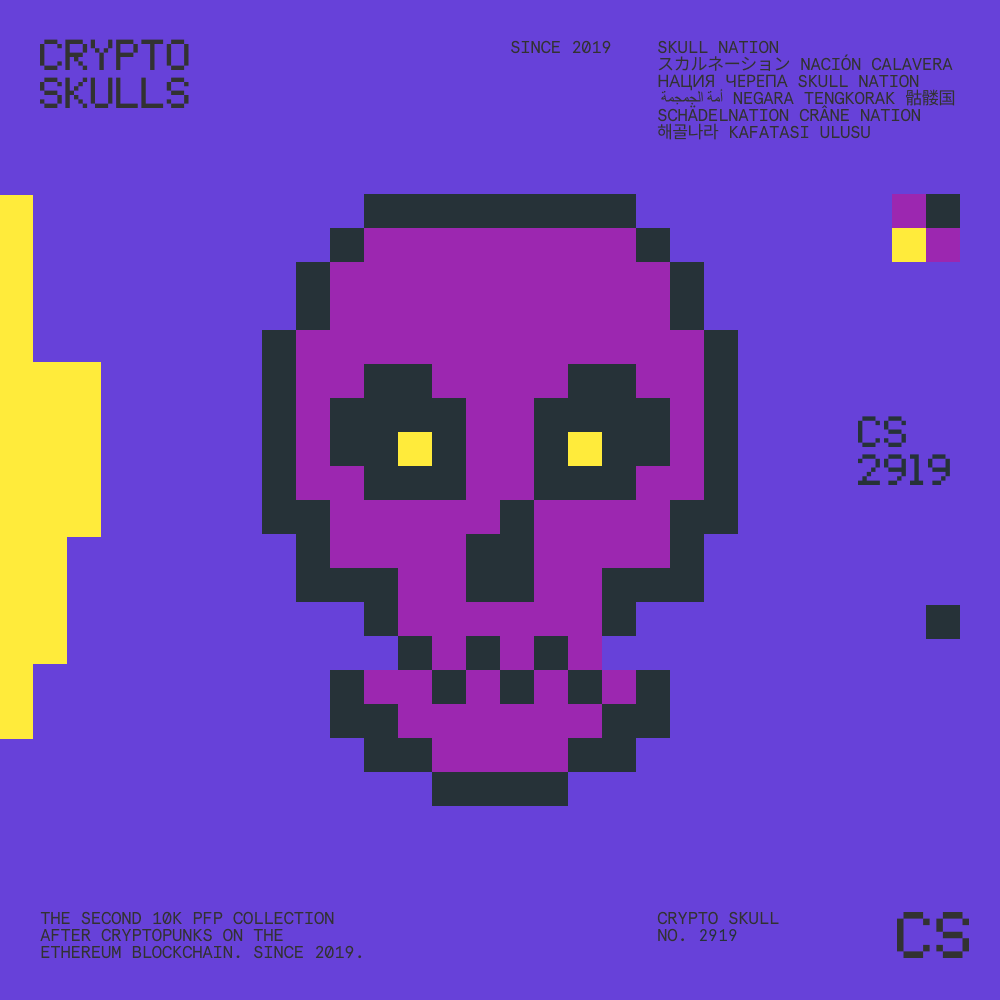 CRYPTO
SKULLS
SINCE 2019
SKULL NATION
スカルネーション NACIÓN CALAVERA
НАЦИЯ ЧЕРЕПА SKULL NATION
أمة الجمجمة NEGARA TENGKORAK 骷髅国
SCHÄDELNATION CRÂNE NATION
해골나라 KAFATASI ULUSU
CS
2919
THE SECOND 10K PFP COLLECTION
AFTER CRYPTOPUNKS ON THE
ETHEREUM BLOCKCHAIN. SINCE 2019.
CRYPTO SKULL
NO. 2919
CS